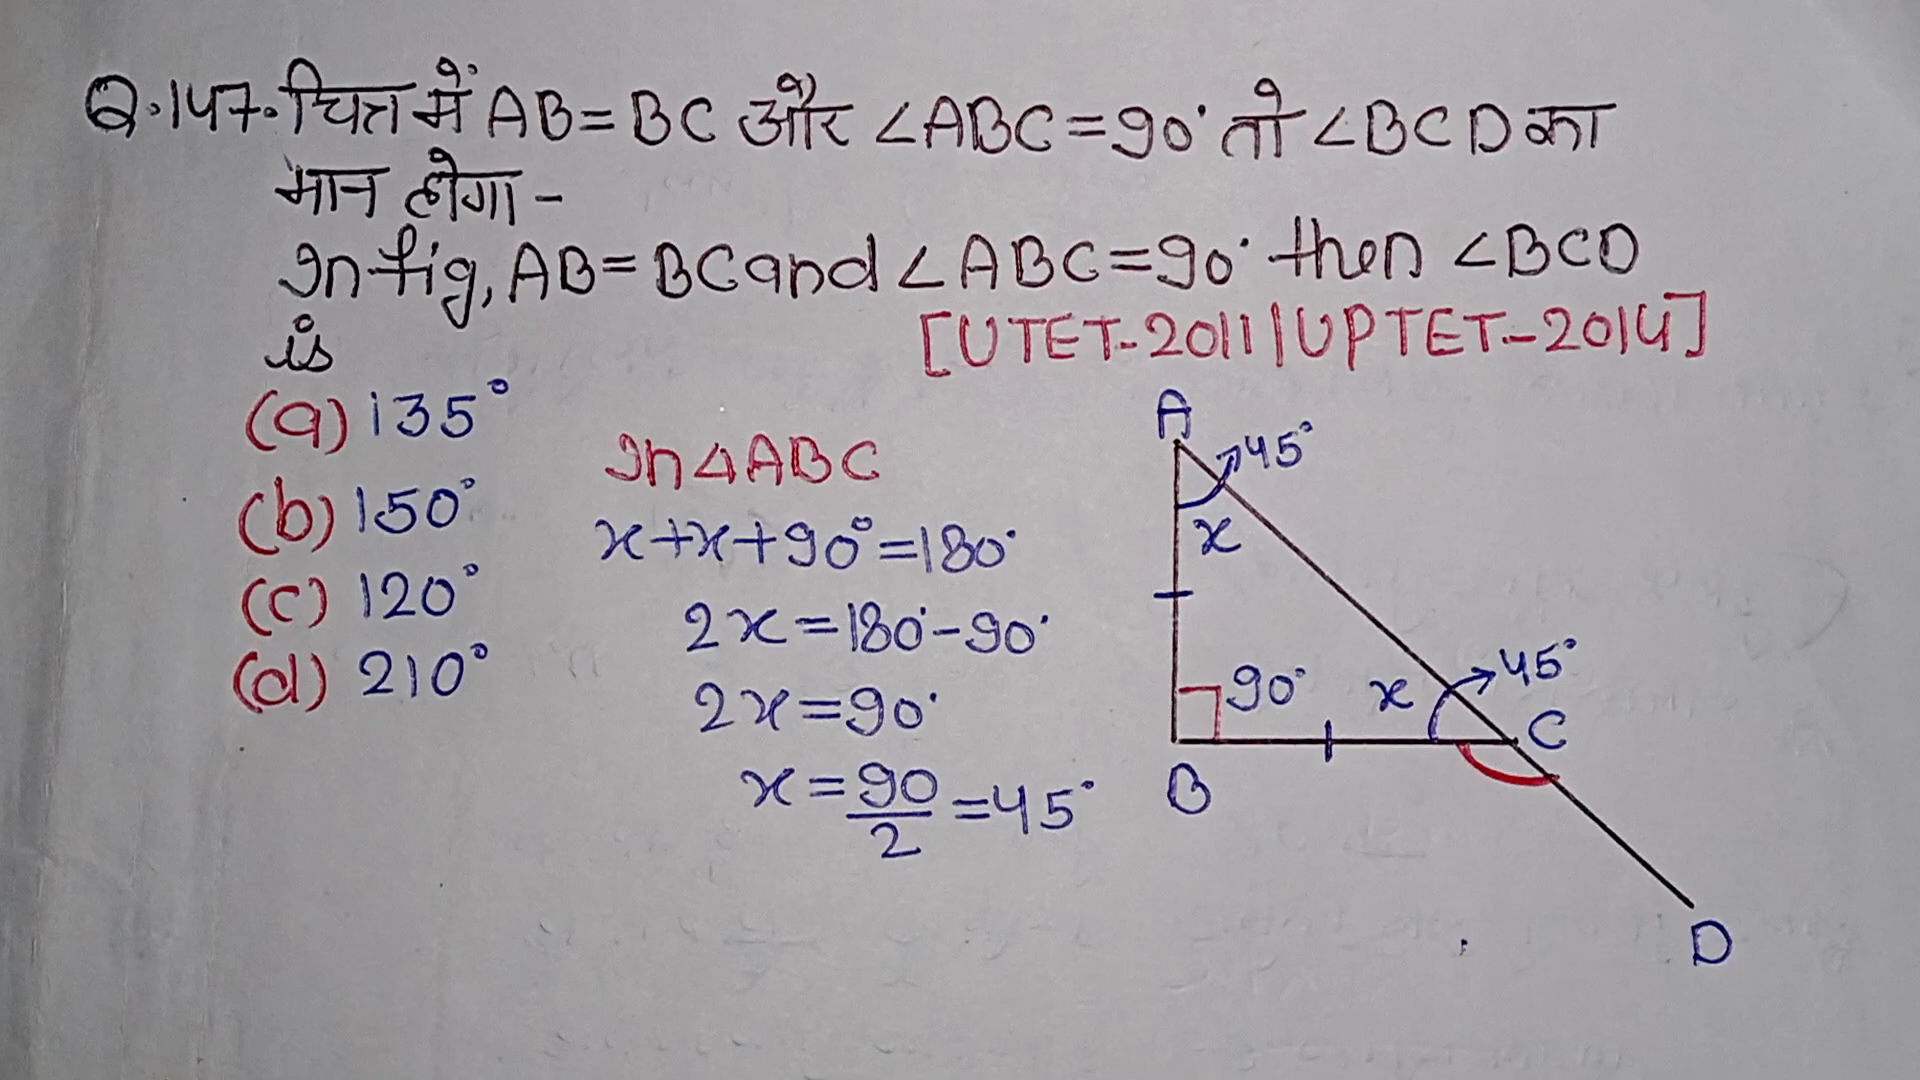 Q.147. चित्र में AB=BC और ∠ABC=90° तो ∠BCD का
मान होगा-
In fig, AB=BC and ∠ABC=90° then ∠BCD
is
[UTET-2011|UPTET-2014]
(a) 135°
(b) 150°
(c) 120°
(d) 210°
In △ABC
x+x+90°=180°
2x=180°-90°
2x=90°
x=90/2=45°
A
45°
x
90°
x
45°
C
B
D